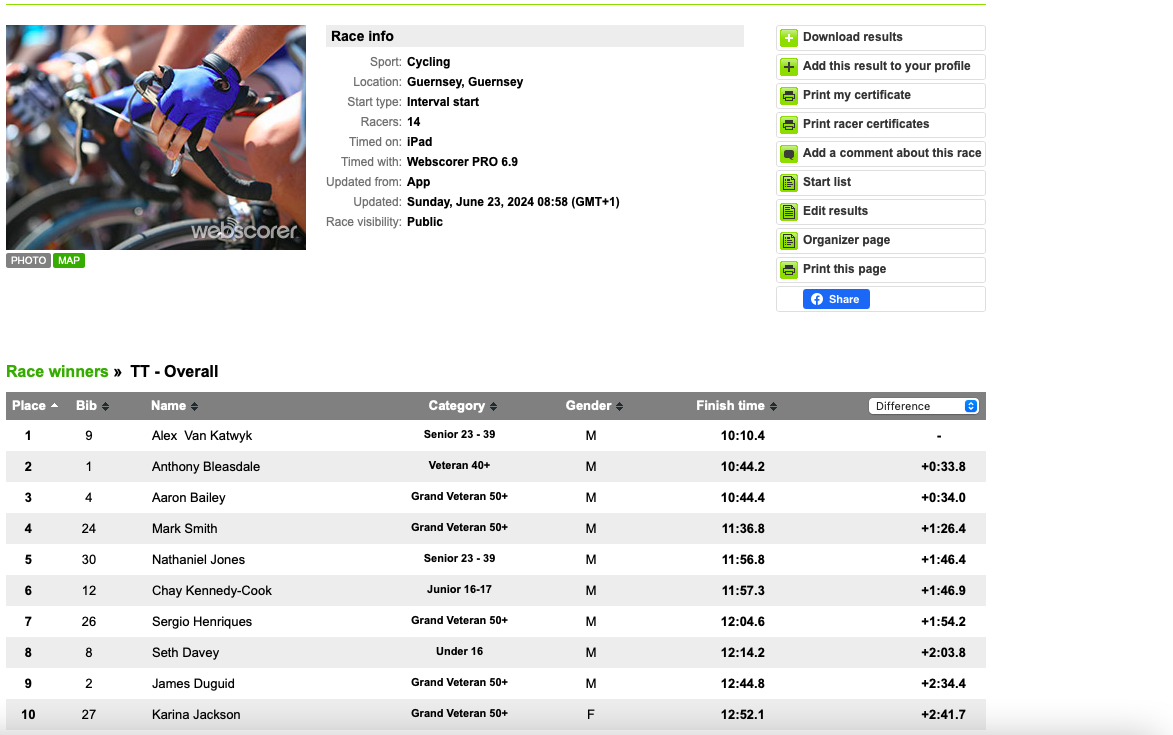 webscorer
PHOTO MAP
Race info
Sport: Cycling
Location: Guernsey, Guernsey
Start type: Interval start
Racers: 14
Timed on: iPad
Timed with: Webscorer PRO 6.9
Updated from: App
Updated: Sunday, June 23, 2024 08:58 (GMT+1)
Race visibility: Public
Download results
Add this result to your profile
Print my certificate
Print racer certificates
Add a comment about this race
Start list
Edit results
Organizer page
Print this page
Share
Race winners » TT - Overall
Place Bib Name Category Gender Finish time Difference
1 9 Alex Van Katwyk Senior 23 - 39 M 10:10.4 -
2 1 Anthony Bleasdale Veteran 40+ M 10:44.2 +0:33.8
3 4 Aaron Bailey Grand Veteran 50+ M 10:44.4 +0:34.0
4 24 Mark Smith Grand Veteran 50+ M 11:36.8 +1:26.4
5 30 Nathaniel Jones Senior 23 - 39 M 11:56.8 +1:46.4
6 12 Chay Kennedy-Cook Junior 16-17 M 11:57.3 +1:46.9
7 26 Sergio Henriques Grand Veteran 50+ M 12:04.6 +1:54.2
8 8 Seth Davey Under 16 M 12:14.2 +2:03.8
9 2 James Duguid Grand Veteran 50+ M 12:44.8 +2:34.4
10 27 Karina Jackson Grand Veteran 50+ F 12:52.1 +2:41.7